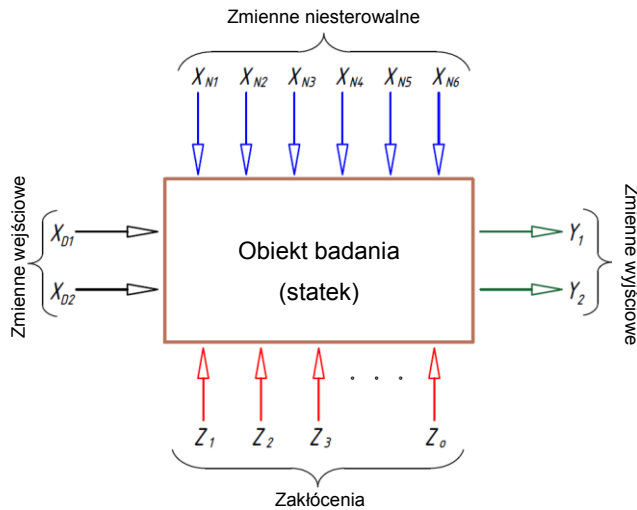 Zmienne niesterowalne
X_N1 X_N2 X_N3 X_N4 X_N5 X_N6
Zmienne wejściowe
X_D1
X_D2
Obiekt badania
(statek)
Y_1
Y_2
Zmienne wyjściowe
. . .
Z_1 Z_2 Z_3 Z_o
Zakłócenia